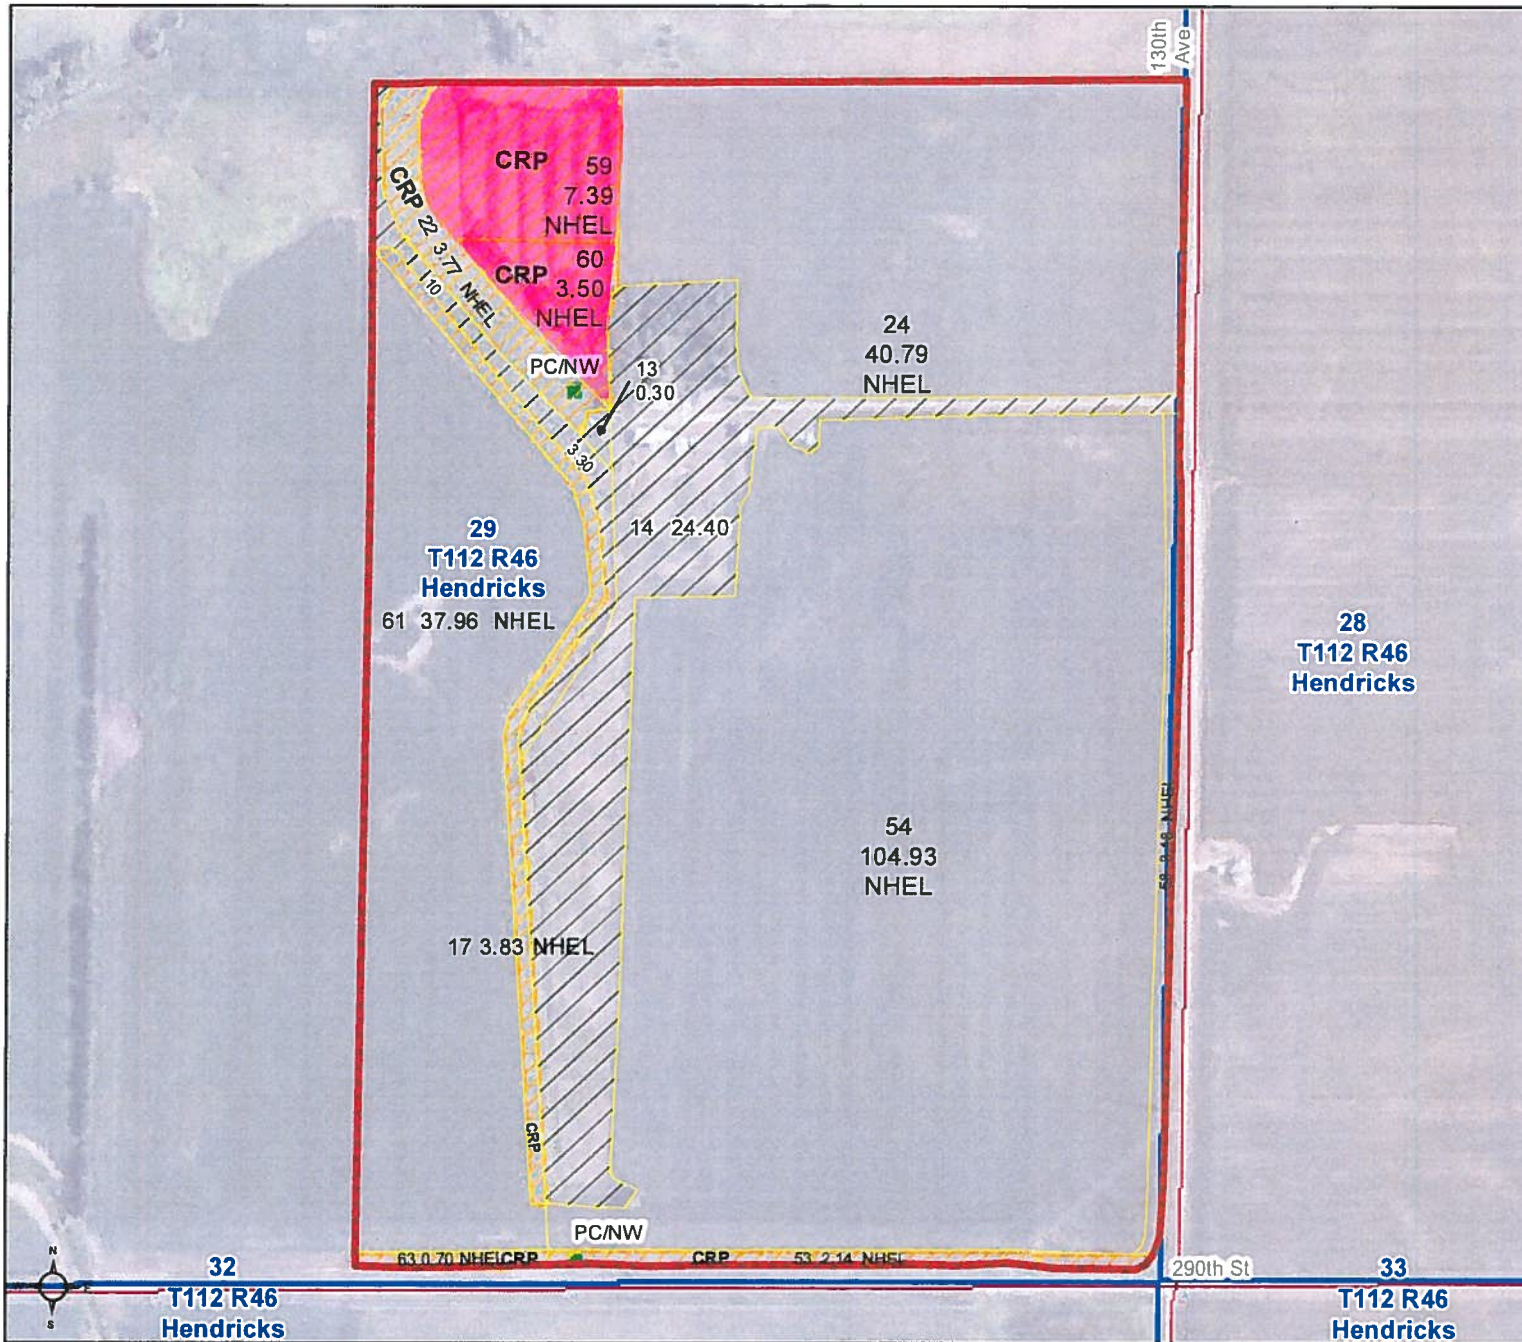 130th
Ave
CRP 59
7.39
NHEL
CRP 22 3.77 NHEL
60
CRP 3.50
NHEL
10
PC/NW
13
0.30
24
40.79
NHEL
3.30
14 24.40
29
T112 R46
Hendricks
61 37.96 NHEL
28
T112 R46
Hendricks
54
104.93
NHEL
NHEL
17 3.83 NHEL
CRP
PC/NW
63 0.70 NHEL CRP
CRP
53 2.14 NHEL
N
E
S
32
T112 R46
Hendricks
290th St
33
T112 R46
Hendricks